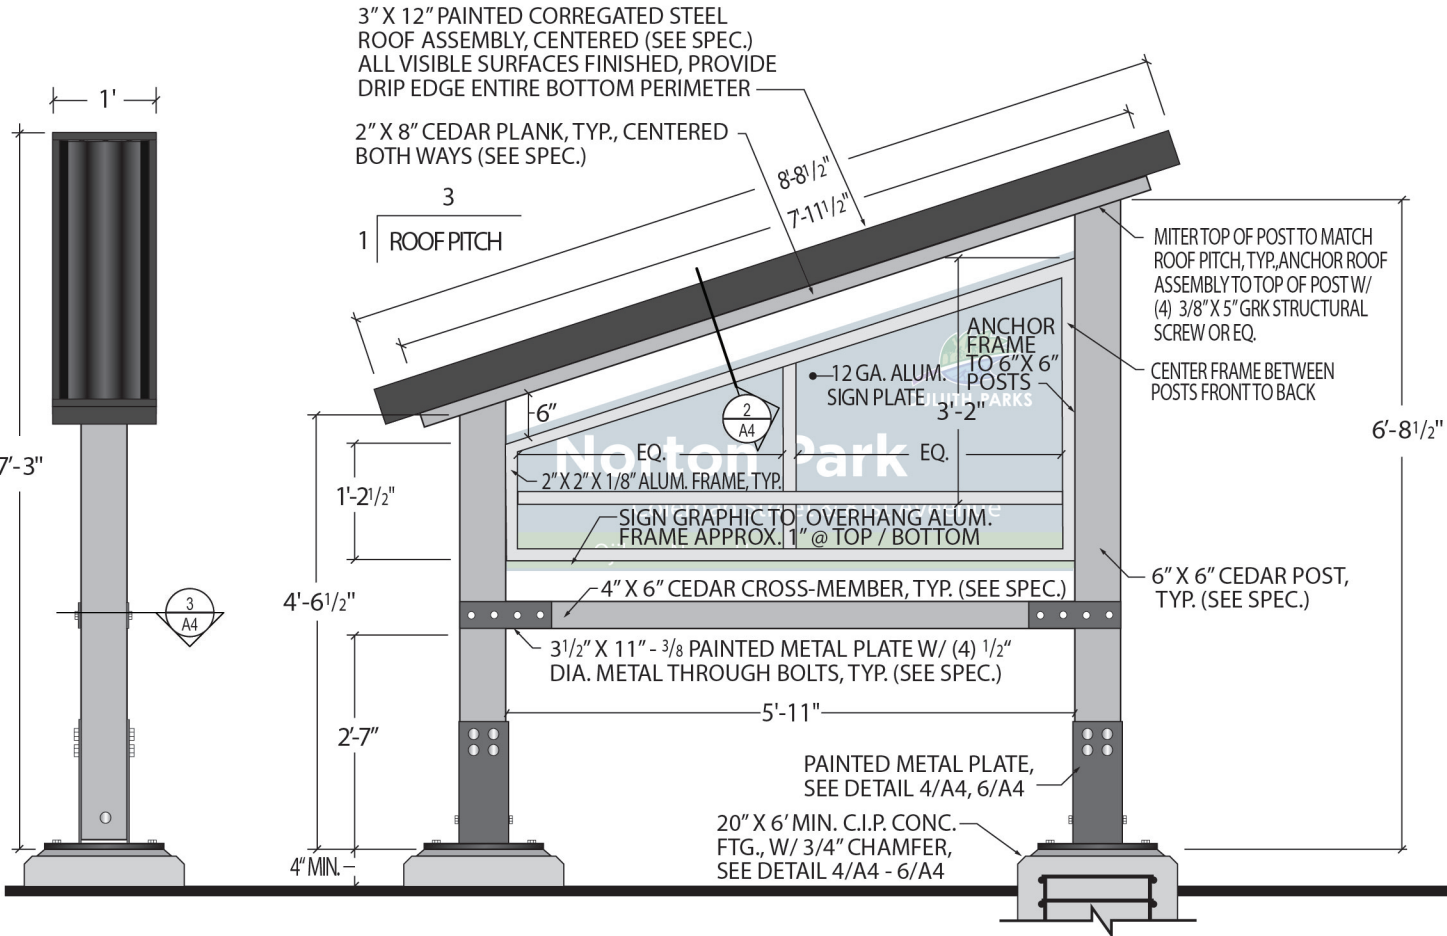 3" X 12" PAINTED CORREGATED STEEL
ROOF ASSEMBLY, CENTERED (SEE SPEC.)
ALL VISIBLE SURFACES FINISHED, PROVIDE
DRIP EDGE ENTIRE BOTTOM PERIMETER
2" X 8" CEDAR PLANK, TYP., CENTERED
BOTH WAYS (SEE SPEC.)
1'
3
1
ROOF PITCH
8'-8 1/2"
7'-11 1/2"
MITER TOP OF POST TO MATCH
ROOF PITCH, TYP., ANCHOR ROOF
ASSEMBLY TO TOP OF POST W/
(4) 3/8" X 5" GRK STRUCTURAL
SCREW OR EQ.
CENTER FRAME BETWEEN
POSTS FRONT TO BACK
ANCHOR
FRAME
TO 6" X 6"
POSTS
12 GA. ALUM.
SIGN PLATE
DULUTH PARKS
3'-2"
6"
2
A4
6'-8 1/2"
7'-3"
Norton Park
EQ.
EQ.
2" X 2" X 1/8" ALUM. FRAME, TYP.
1'-2 1/2"
SIGN GRAPHIC TO OVERHANG ALUM.
FRAME APPROX. 1" @ TOP / BOTTOM
4" X 6" CEDAR CROSS-MEMBER, TYP. (SEE SPEC.)
6" X 6" CEDAR POST,
TYP. (SEE SPEC.)
3
A4
4'-6 1/2"
3 1/2" X 11" - 3/8 PAINTED METAL PLATE W/ (4) 1/2"
DIA. METAL THROUGH BOLTS, TYP. (SEE SPEC.)
5'-11"
2'-7"
PAINTED METAL PLATE,
SEE DETAIL 4/A4, 6/A4
20" X 6' MIN. C.I.P. CONC.
FTG., W/ 3/4" CHAMFER,
SEE DETAIL 4/A4 - 6/A4
4" MIN.